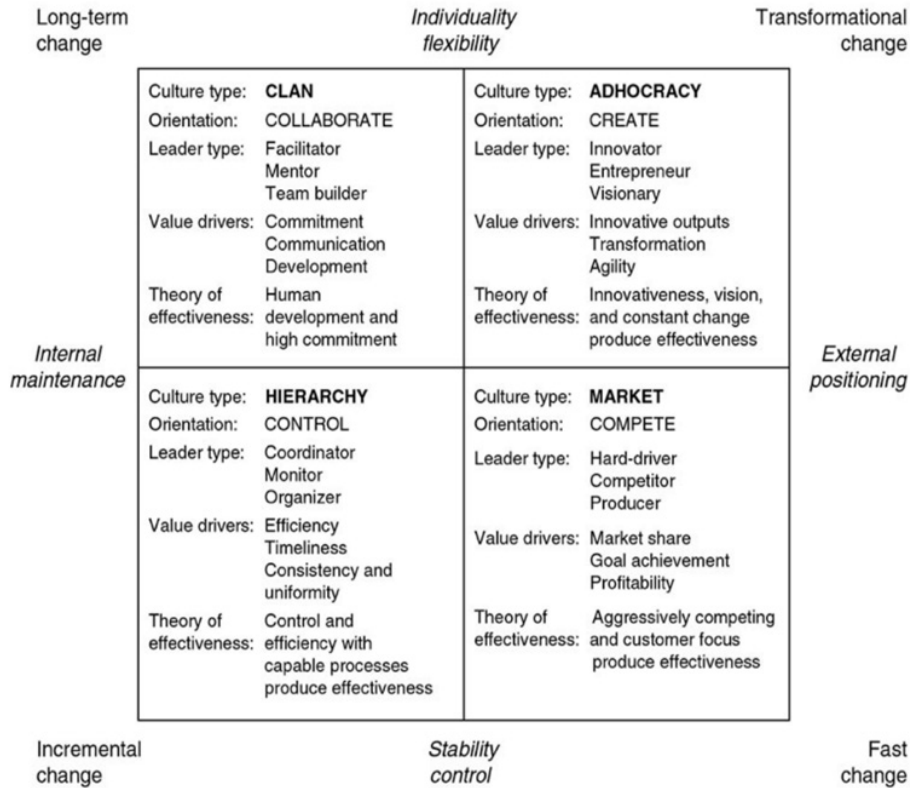 Long-term
change
Individuality
flexibility
Transformational
change
Culture type: CLAN
Orientation: COLLABORATE
Leader type: Facilitator
Mentor
Team builder
Value drivers: Commitment
Communication
Development
Theory of Human
effectiveness: development and
high commitment
Culture type: ADHOCRACY
Orientation: CREATE
Leader type: Innovator
Entrepreneur
Visionary
Value drivers: Innovative outputs
Transformation
Agility
Theory of Innovativeness, vision,
effectiveness: and constant change
produce effectiveness
Internal
maintenance
External
positioning
Culture type: HIERARCHY
Orientation: CONTROL
Leader type: Coordinator
Monitor
Organizer
Value drivers: Efficiency
Timeliness
Consistency and
uniformity
Theory of Control and
effectiveness: efficiency with
capable processes
produce effectiveness
Culture type: MARKET
Orientation: COMPETE
Leader type: Hard-driver
Competitor
Producer
Value drivers: Market share
Goal achievement
Profitability
Theory of Aggressively competing
effectiveness: and customer focus
produce effectiveness
Incremental
change
Stability
control
Fast
change